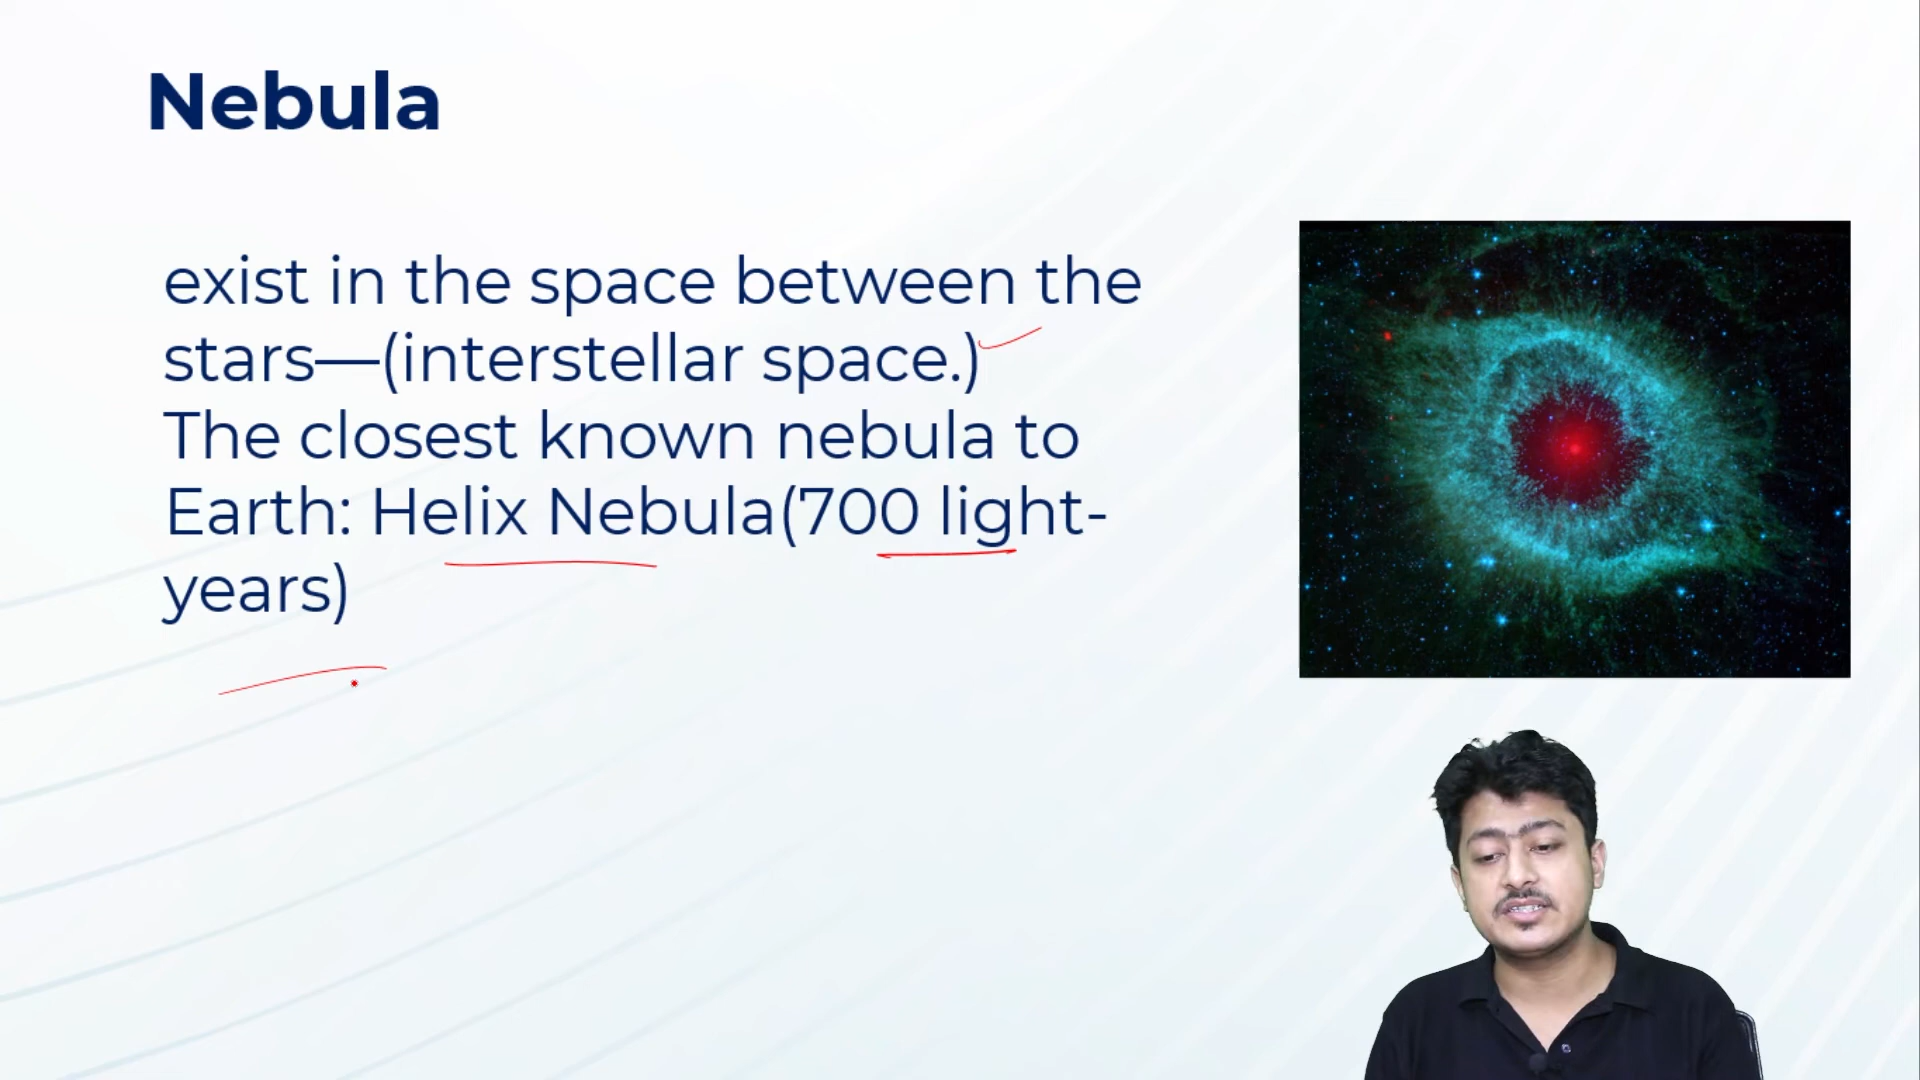 Nebula
exist in the space between the
stars—(interstellar space.)
The closest known nebula to
Earth: Helix Nebula(700 light-
years)